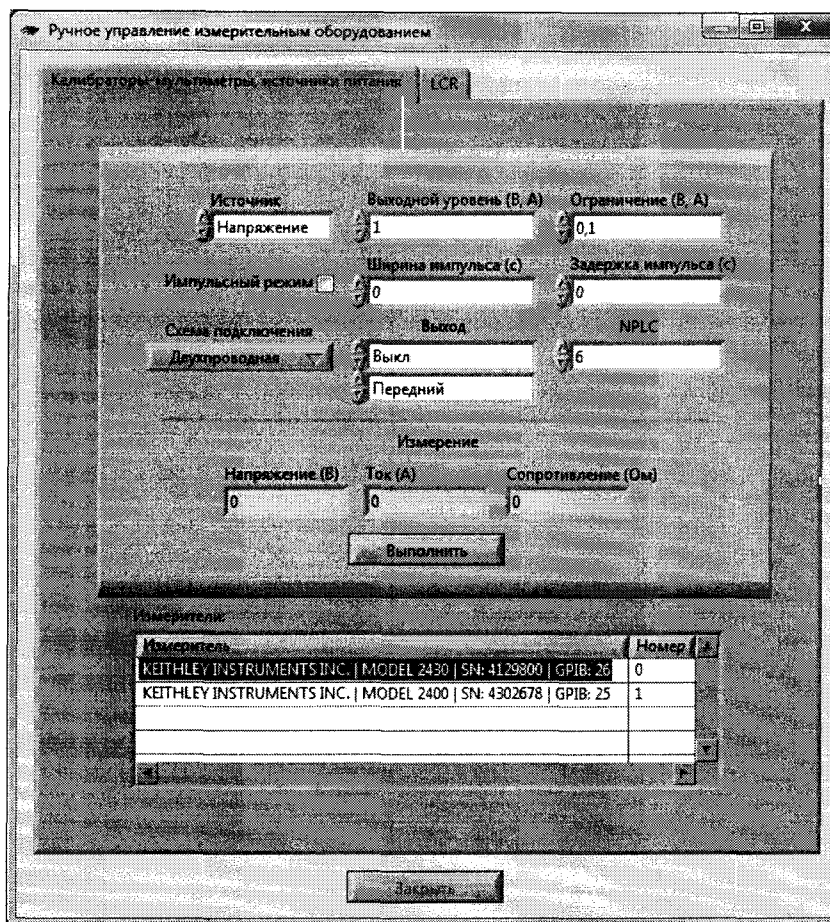 Ручное управление измерительным оборудованием
Калибраторы, мультиметры, источники питания LCR
Источник Выходной уровень (В, А) Ограничение (В, А)
Напряжение 1 0,1
Импульсный режим Ширина импульса (с) Задержка импульса (с)
0 0
Схема подключения Выход NPLC
Двухпроводная Выкл 6
Передний
Измерение
Напряжение (В) Ток (А) Сопротивление (Ом)
0 0 0
Выполнить
Измерители:
Измеритель Номер
KEITHLEY INSTRUMENTS INC. | MODEL 2430 | SN: 4129800 | GPIB: 26 0
KEITHLEY INSTRUMENTS INC. | MODEL 2400 | SN: 4302678 | GPIB: 25 1
Закрыть